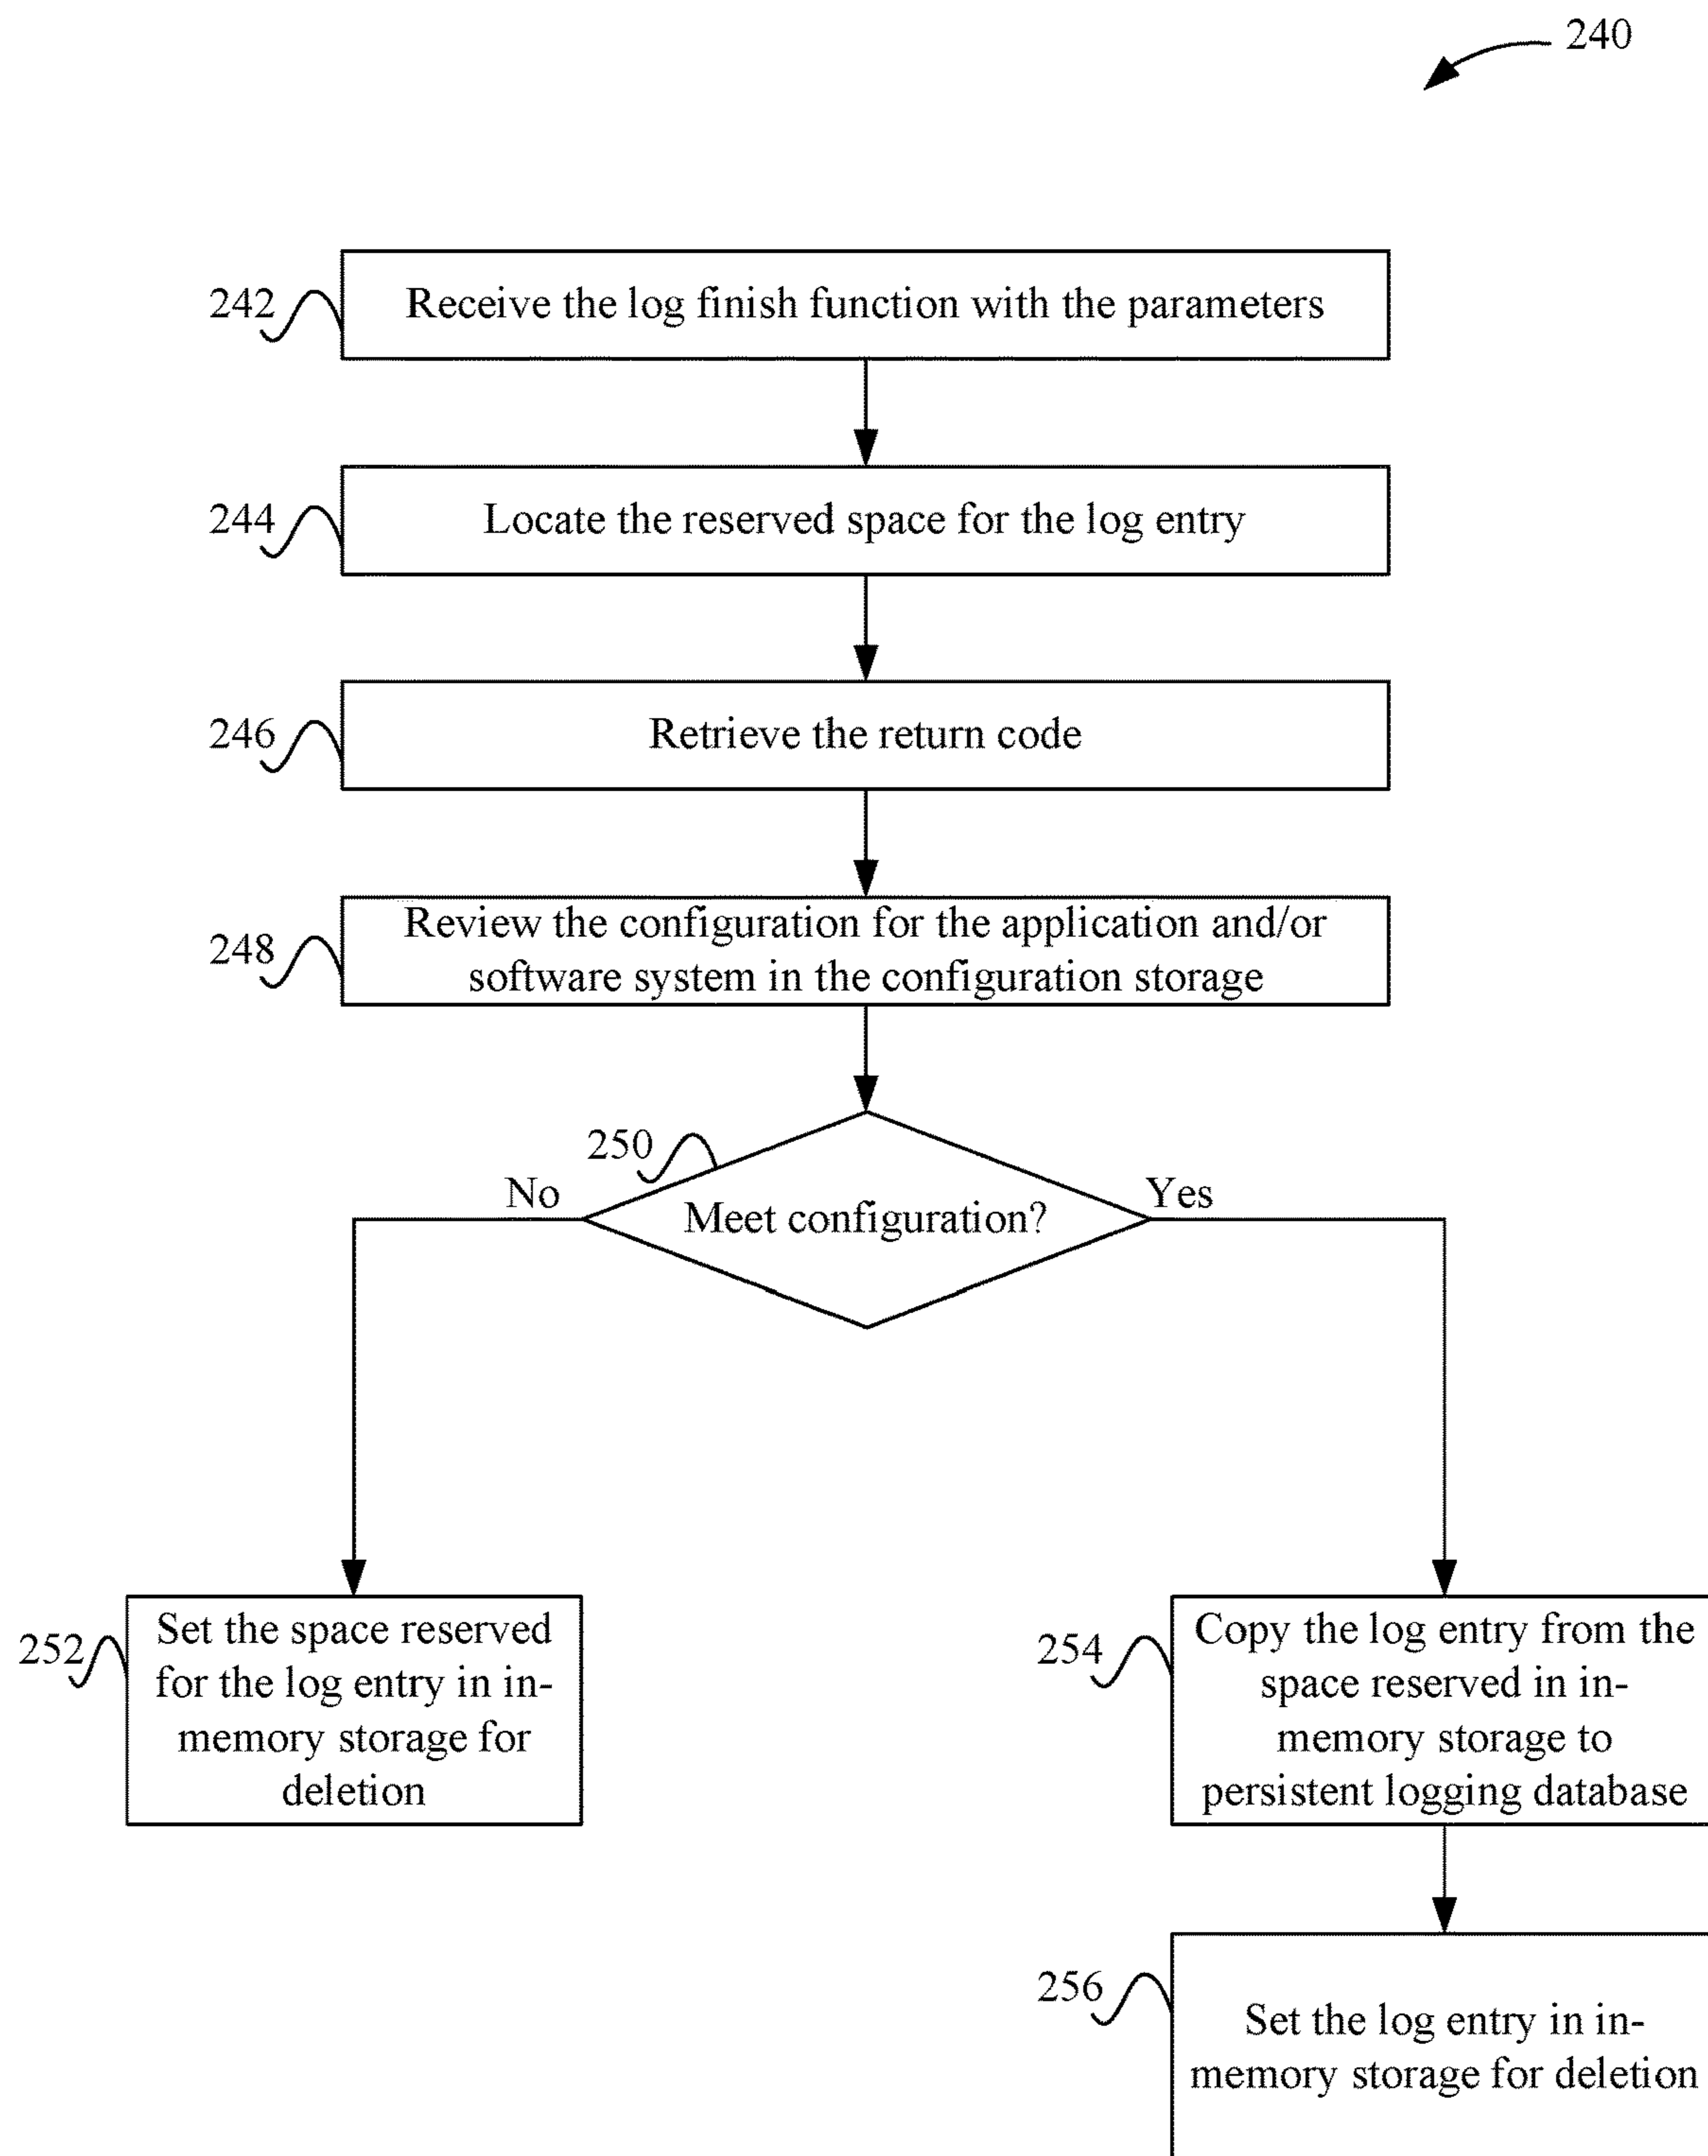 240
242
Receive the log finish function with the parameters
244
Locate the reserved space for the log entry
246
Retrieve the return code
248
Review the configuration for the application and/or
software system in the configuration storage
250
No
Yes
Meet configuration?
252
Set the space reserved
for the log entry in in-
memory storage for
deletion
254
Copy the log entry from the
space reserved in in-
memory storage to
persistent logging database
256
Set the log entry in in-
memory storage for deletion